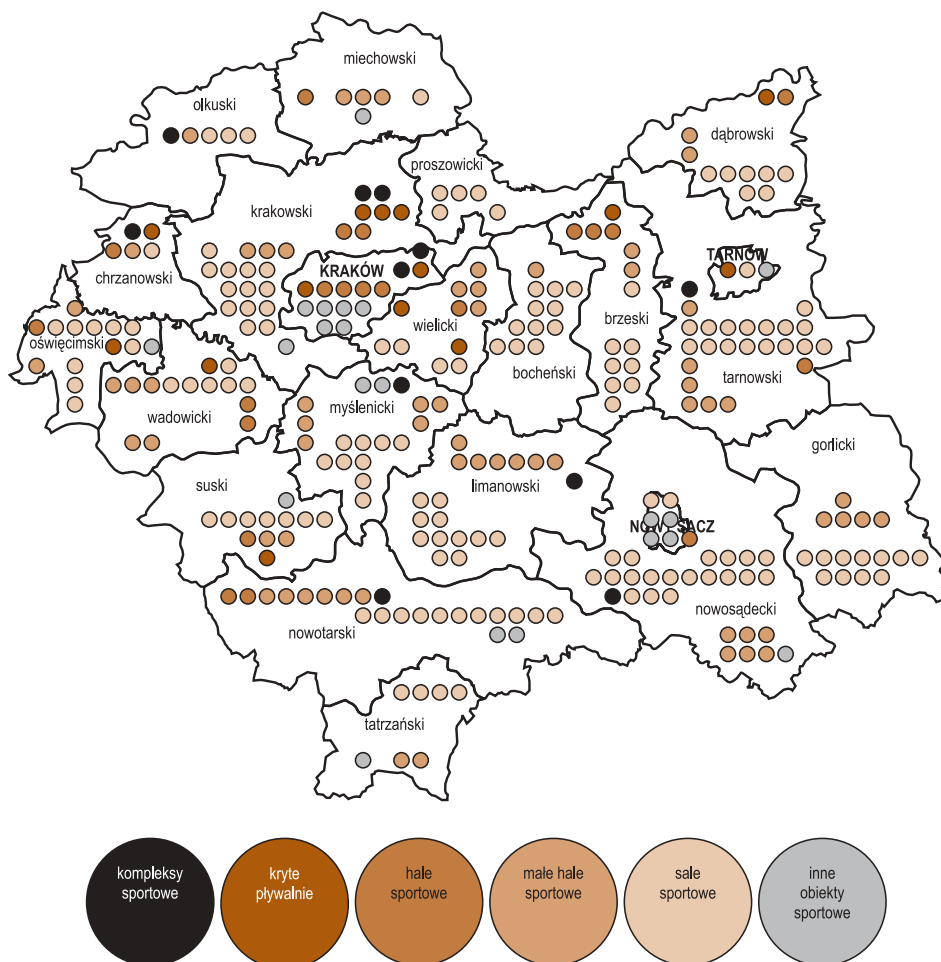 miechowski
olkuski
dąbrowski
proszowicki
krakowski
TARNÓW
KRAKÓW
chrzanowski
wielicki
brzeski
oświęcimski
bocheński
tarnowski
wadowicki
myślenicki
gorlicki
suski
limanowski
NOWY SĄCZ
nowosądecki
nowotarski
tatrzański
kompleksy
sportowe
kryte
pływalnie
hale
sportowe
małe hale
sportowe
sale
sportowe
inne
obiekty
sportowe